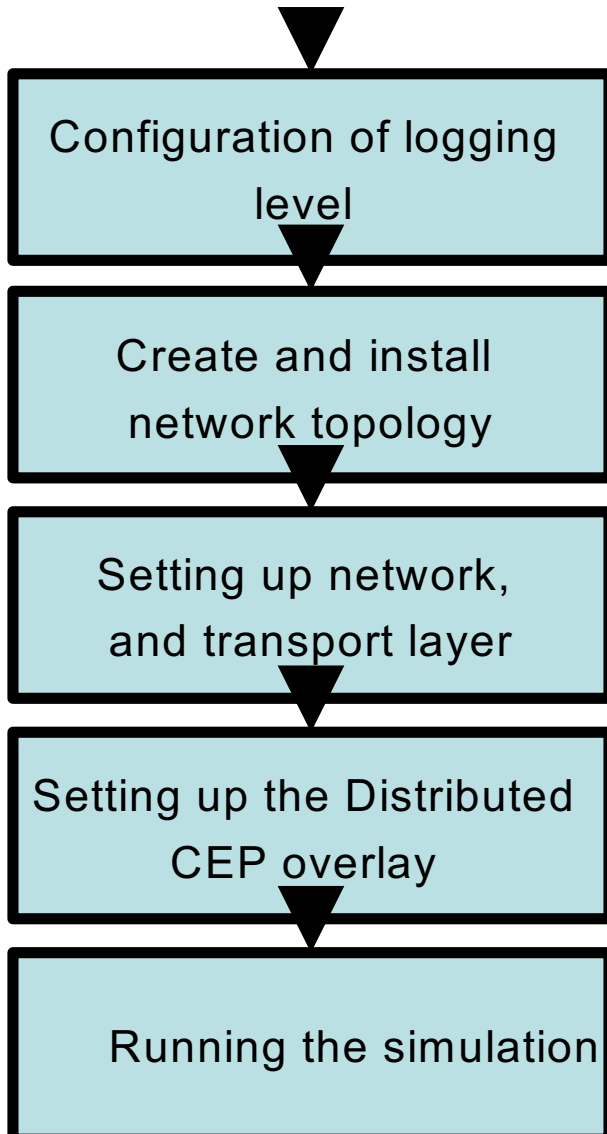 Configuration of logging
level
Create and install
network topology
Setting up network,
and transport layer
Setting up the Distributed
CEP overlay
Running the simulation